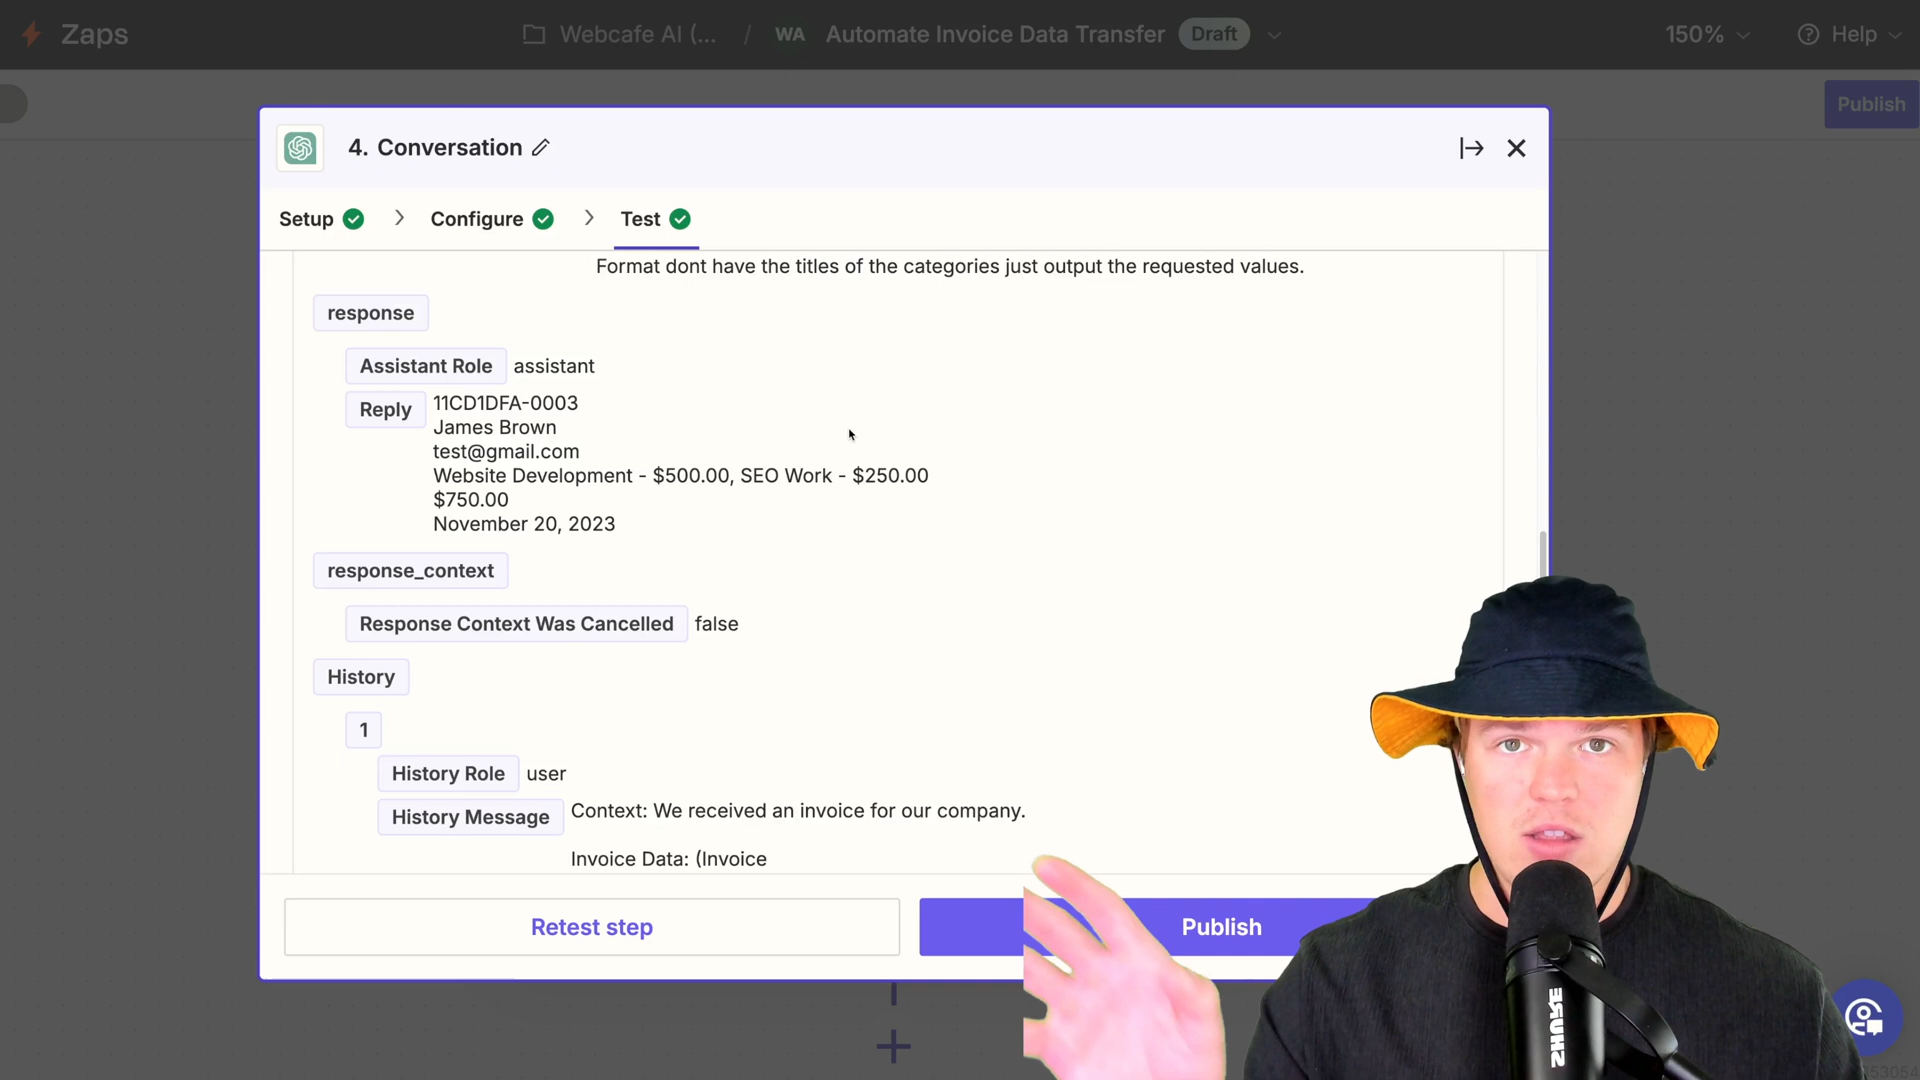 Zaps
Webcafe AI (... / WA Automate Invoice Data Transfer Draft
150% Help
Publish
4. Conversation
Setup > Configure > Test
Format dont have the titles of the categories just output the requested values.
response
Assistant Role assistant
Reply 11CD1DFA-0003
James Brown
test@gmail.com
Website Development - $500.00, SEO Work - $250.00
$750.00
November 20, 2023
response_context
Response Context Was Cancelled false
History
1
History Role user
History Message Context: We received an invoice for our company.
Invoice Data: (Invoice
Retest step
Publish
SHURE